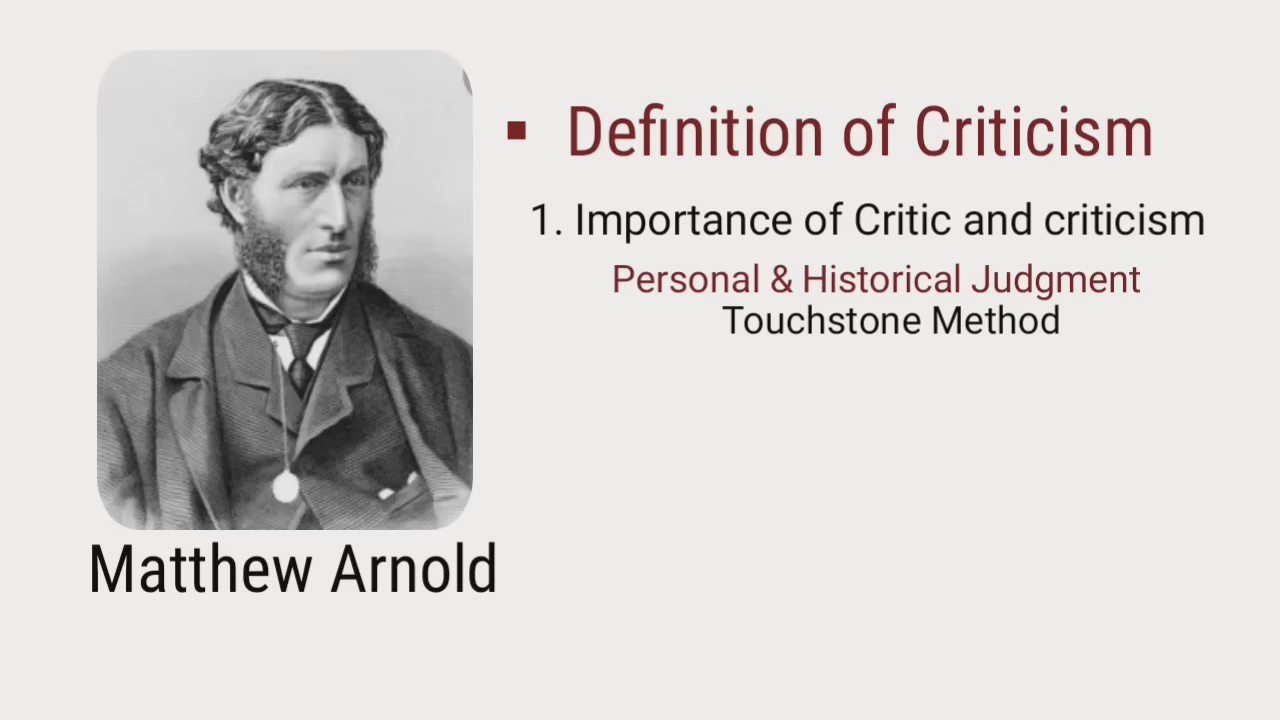 ▪ Definition of Criticism
1. Importance of Critic and criticism
Personal & Historical Judgment
Touchstone Method
Matthew Arnold